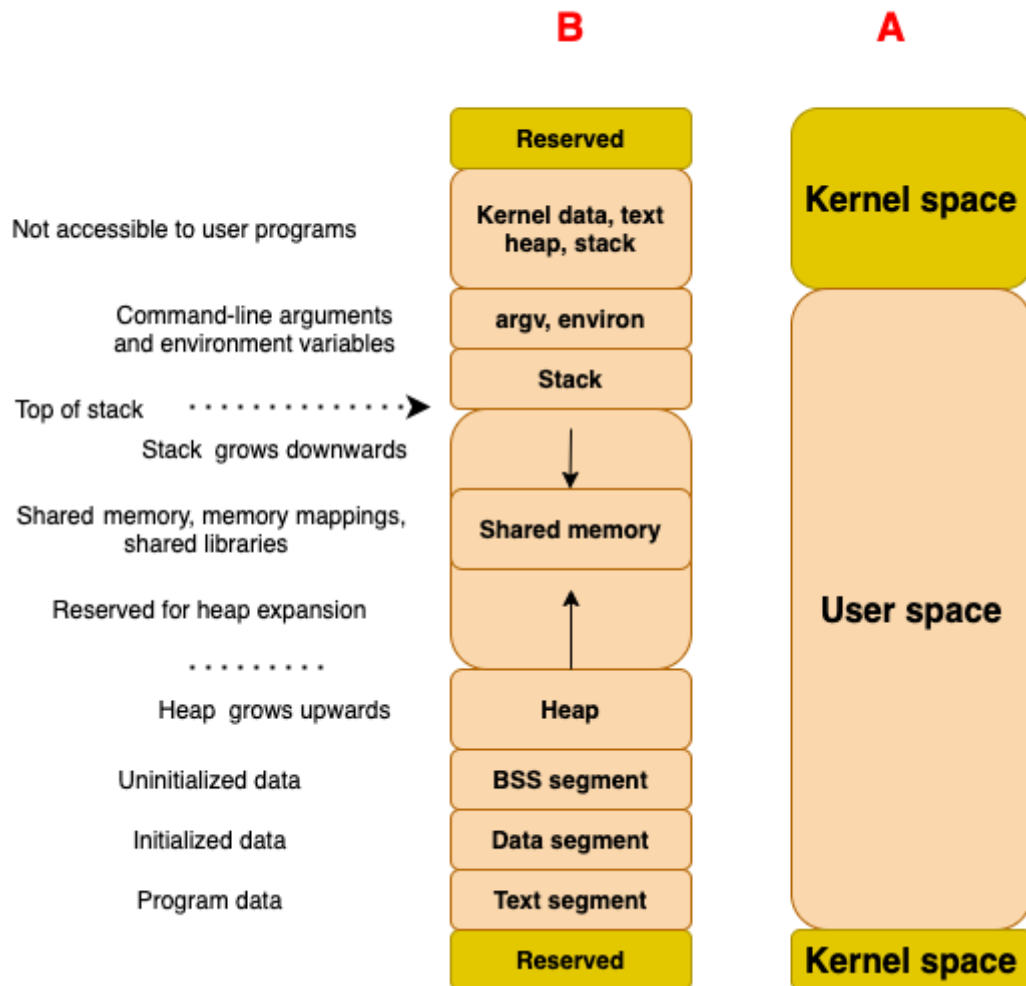 B
A
Reserved
Kernel space
Not accessible to user programs
Kernel data, text
heap, stack
Command-line arguments
and environment variables
argv, environ
Stack
Top of stack
Stack grows downwards
Shared memory, memory mappings,
shared libraries
Shared memory
User space
Reserved for heap expansion
Heap grows upwards
Heap
Uninitialized data
BSS segment
Initialized data
Data segment
Program data
Text segment
Reserved
Kernel space